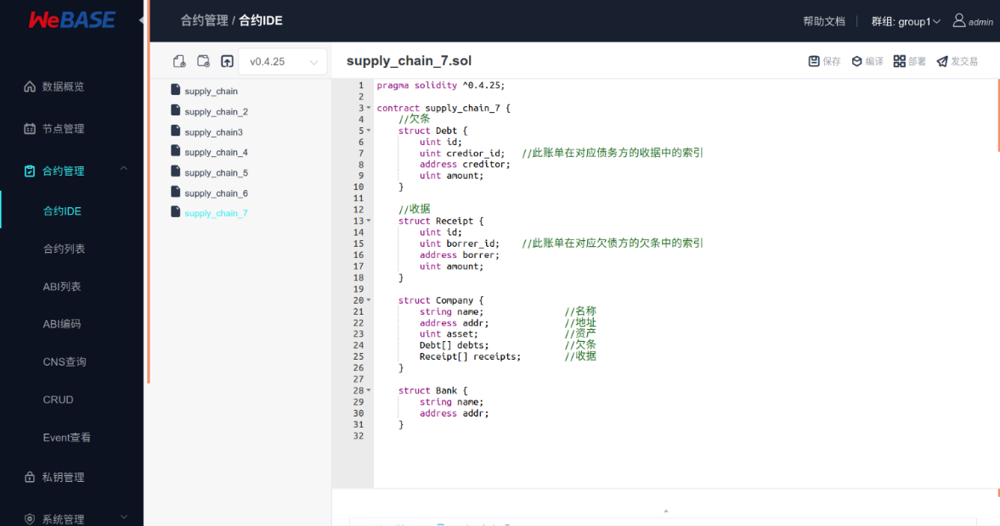 WeBASE
合约管理 / 合约IDE
帮助文档
群组: group1
admin
数据概览
节点管理
合约管理
合约IDE
合约列表
ABI列表
ABI编码
CNS查询
CRUD
Event查看
私钥管理
系统管理
v0.4.25
supply_chain
supply_chain_2
supply_chain3
supply_chain_4
supply_chain_5
supply_chain_6
supply_chain_7
supply_chain_7.sol
保存
编译
部署
发交易
1 pragma solidity ^0.4.25;
2
3 contract supply_chain_7 {
4 //欠条
5 struct Debt {
6 uint id;
7 uint credior_id; //此账单在对应债务方的收据中的索引
8 address creditor;
9 uint amount;
10 }
11
12 //收据
13 struct Receipt {
14 uint id;
15 uint borrer_id; //此账单在对应欠债方的欠条中的索引
16 address borrer;
17 uint amount;
18 }
19
20 struct Company {
21 string name; //名称
22 address addr; //地址
23 uint asset; //资产
24 Debt[] debts; //欠条
25 Receipt[] receipts; //收据
26 }
27
28 struct Bank {
29 string name;
30 address addr;
31 }
32